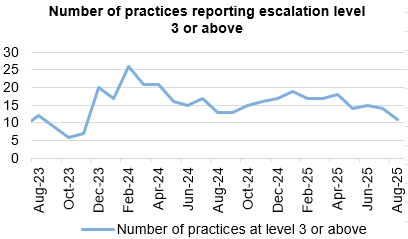 Number of practices reporting escalation level
3 or above
30
25
20
15
10
5
0
Aug-23
Oct-23
Dec-23
Feb-24
Apr-24
Jun-24
Aug-24
Oct-24
Dec-24
Feb-25
Apr-25
Jun-25
Aug-25
Number of practices at level 3 or above